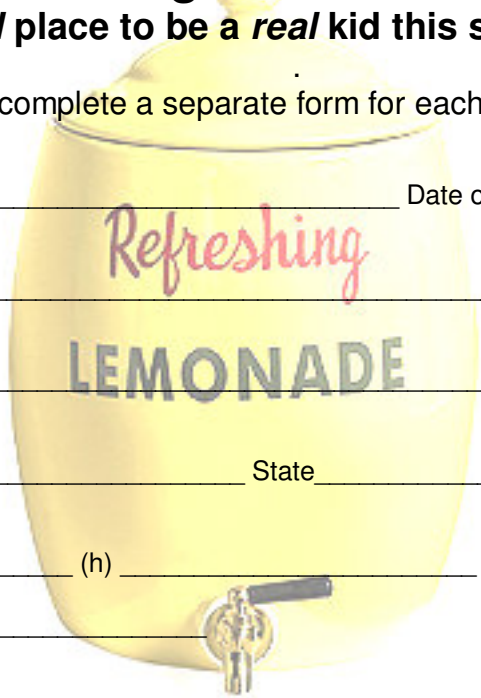 place to be a real kid this s
.
complete a separate form for each
Date o
Refreshing
LEMONADE
State
(h)